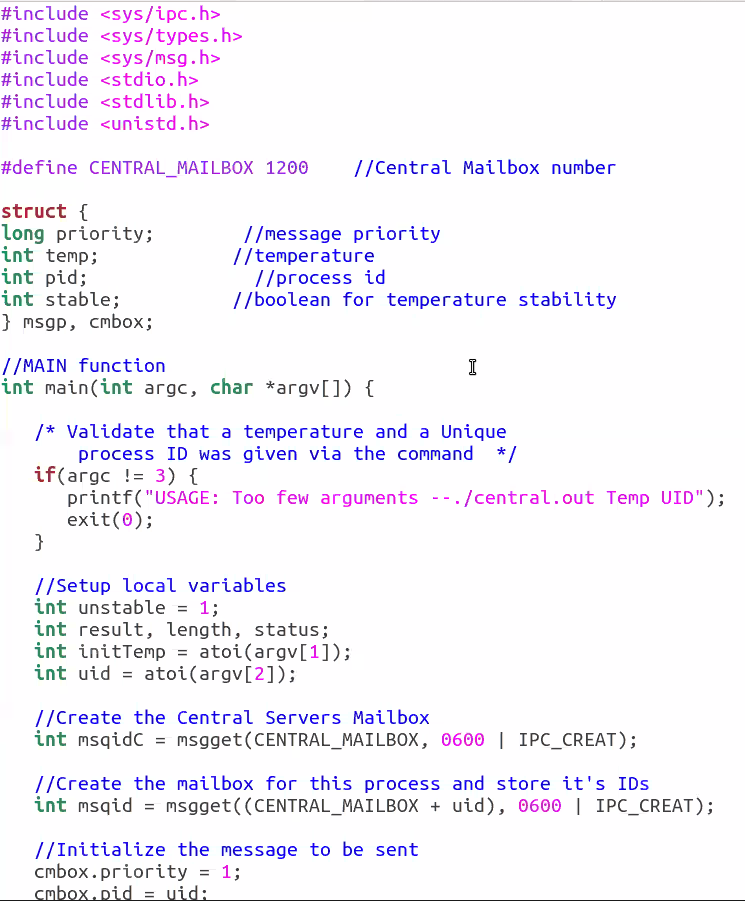 #include <sys/ipc.h>
#include <sys/types.h>
#include <sys/msg.h>
#include <stdio.h>
#include <stdlib.h>
#include <unistd.h>
#define CENTRAL_MAILBOX 1200    //Central Mailbox number
struct {
long priority;        //message priority
int temp;            //temperature
int pid;               //process id
int stable;          //boolean for temperature stability
} msgp, cmbox;
//MAIN function
int main(int argc, char *argv[]) {
   /* Validate that a temperature and a Unique
       process ID was given via the command  */
   if(argc != 3) {
      printf("USAGE: Too few arguments --./central.out Temp UID");
      exit(0);
   }
   //Setup local variables
   int unstable = 1;
   int result, length, status;
   int initTemp = atoi(argv[1]);
   int uid = atoi(argv[2]);
   //Create the Central Servers Mailbox
   int msqidC = msgget(CENTRAL_MAILBOX, 0600 | IPC_CREAT);
   //Create the mailbox for this process and store it's IDs
   int msqid = msgget((CENTRAL_MAILBOX + uid), 0600 | IPC_CREAT);
   //Initialize the message to be sent
   cmbox.priority = 1;
   cmbox.pid = uid;